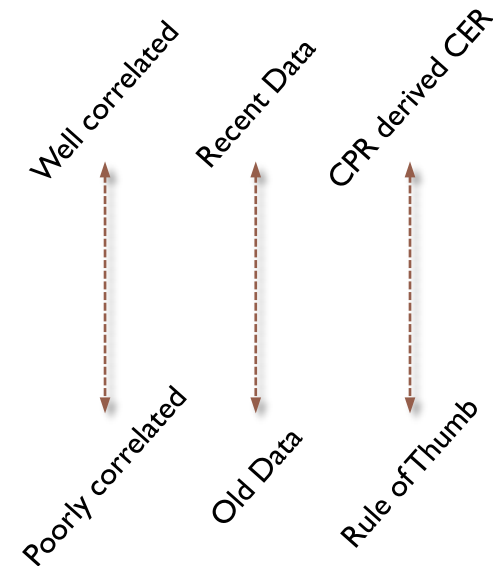 Well correlated
Recent Data
CPR derived CER
Poorly correlated
Old Data
Rule of Thumb